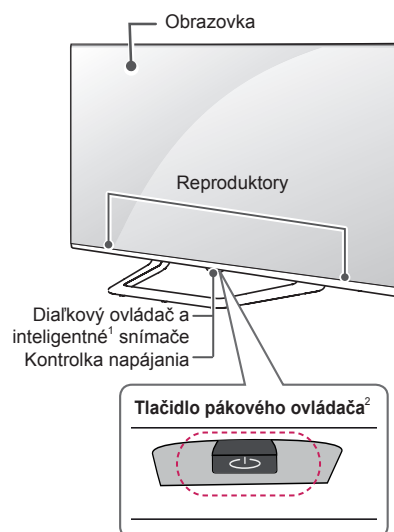 Obrazovka
Reproduktory
Diaľkový ovládač a
inteligentné¹ snímače
Kontrolka napájania
Tlačidlo pákového ovládača²